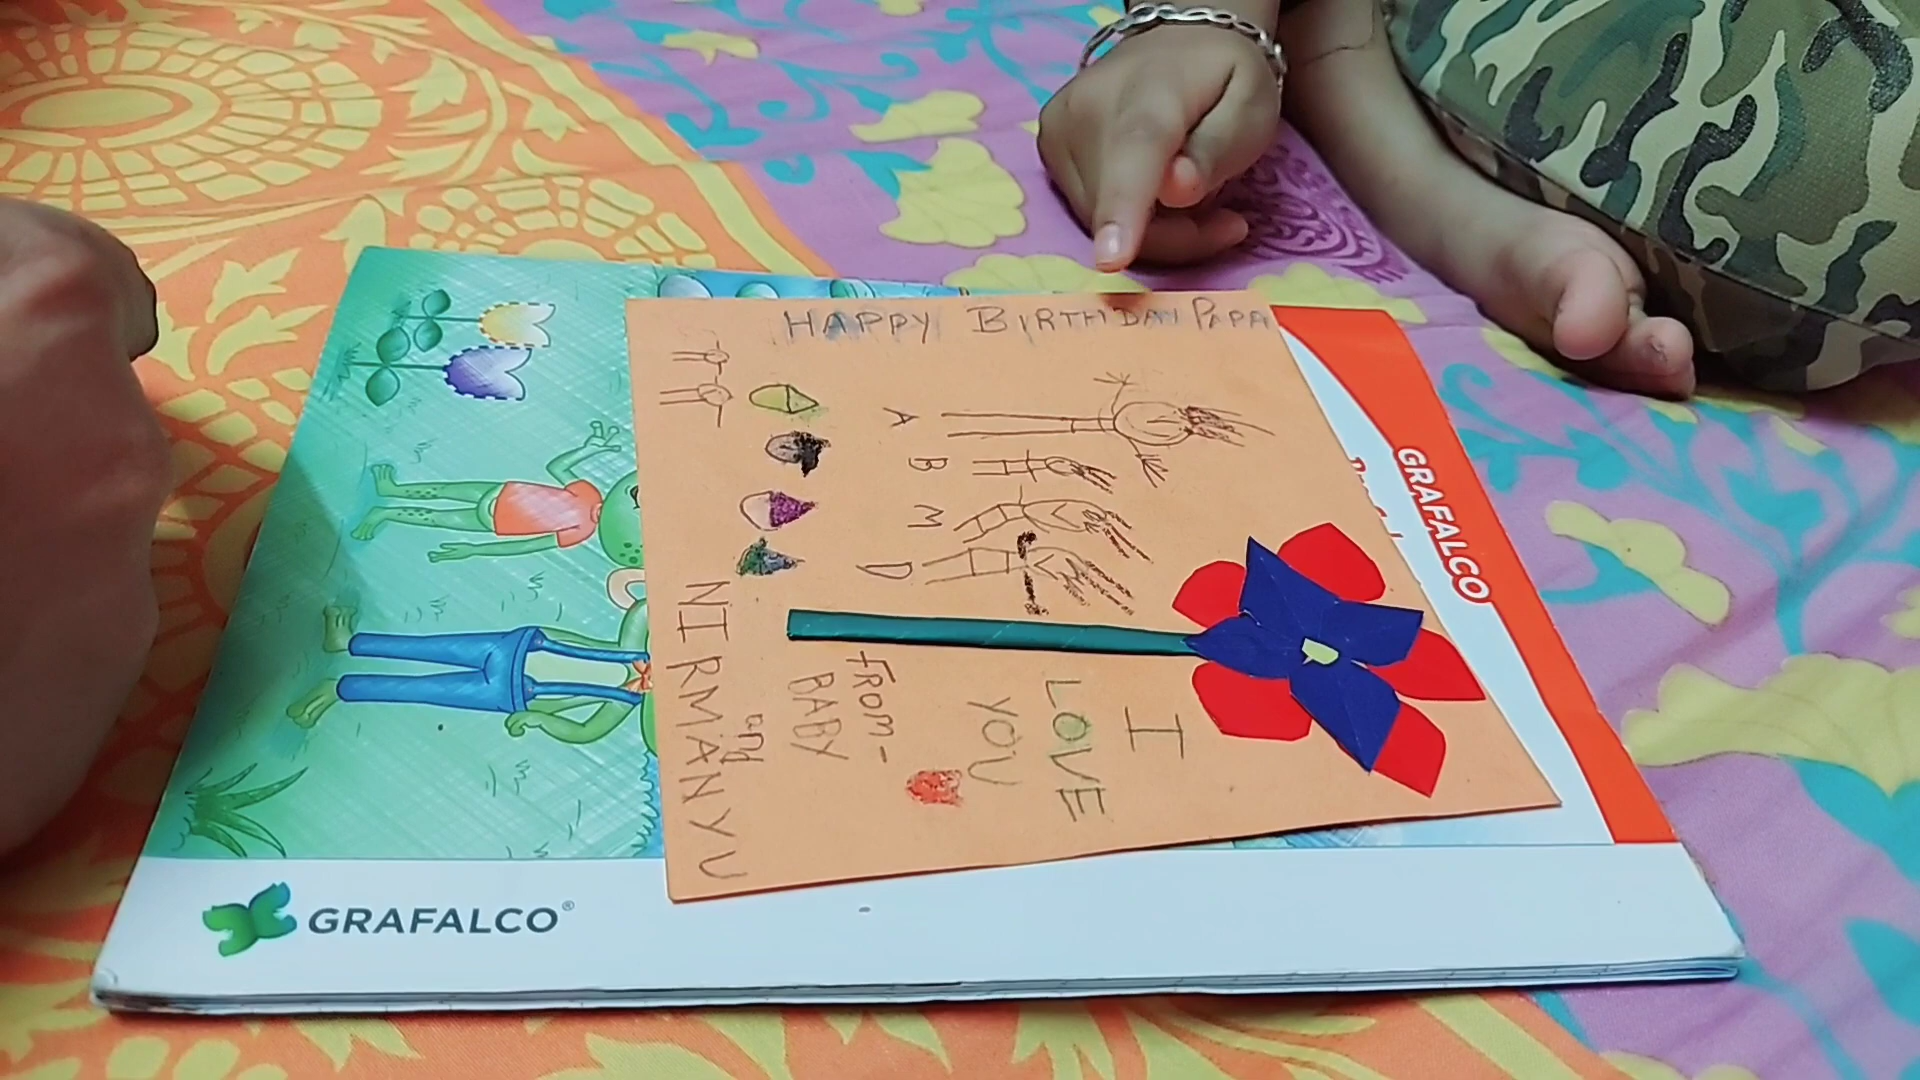 HAPPY BIRTHDAY PAPA
A
B
M
D
I
LOVE
YOU
FROM-
BABY
and
NIRMANYU
GRAFALCO
GRAFALCO®